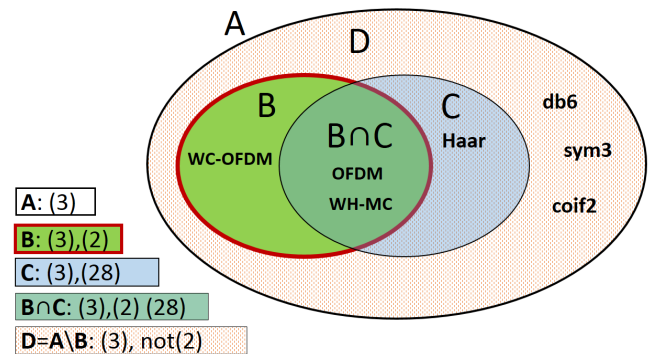 A
D
B
C
B∩C
db6
Haar
WC-OFDM
sym3
OFDM
WH-MC
coif2
A: (3)
B: (3),(2)
C: (3),(28)
B∩C: (3),(2) (28)
D=A\B: (3), not(2)